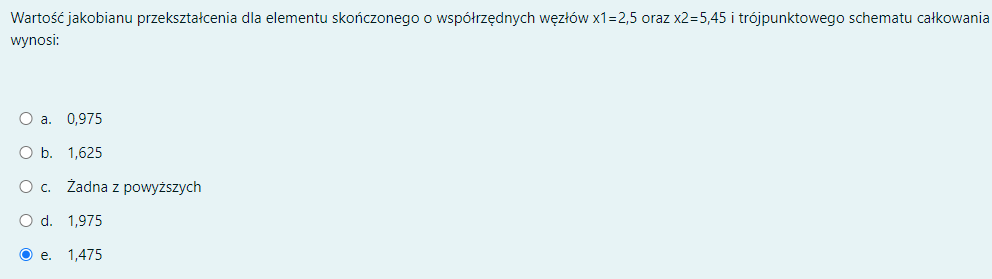 Wartość jakobianu przekształcenia dla elementu skończonego o współrzędnych węzłów x1=2,5 oraz x2=5,45 i trójpunktowego schematu całkowania
wynosi:
a. 0,975
b. 1,625
c. Żadna z powyższych
d. 1,975
e. 1,475